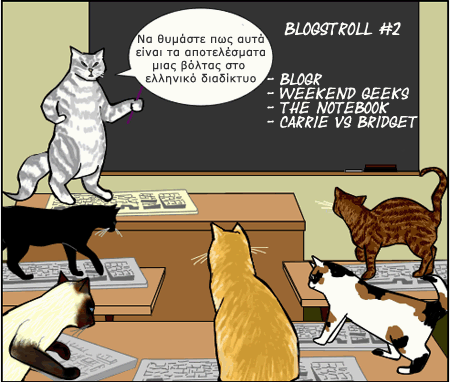 Να θυμάστε πως αυτά
είναι τα αποτελέσματα
μιας βόλτας στο
ελληνικό διαδίκτυο
BLOGSTROLL #2
- BLOGR
- WEEKEND GEEKS
- THE NOTEBOOK
- CARRIE VS BRIDGET